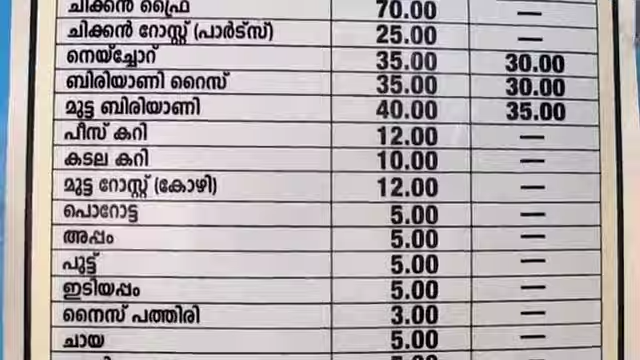 ചിക്കൻ ഫ്രൈ 70.00 —
ചിക്കൻ റോസ്റ്റ് (പാർട്സ്) 25.00 —
നെയ്ച്ചോറ് 35.00 30.00
ബിരിയാണി റൈസ് 35.00 30.00
മുട്ട ബിരിയാണി 40.00 35.00
പീസ് കറി 12.00 —
കടല കറി 10.00 —
മുട്ട റോസ്റ്റ് (കോഴി) 12.00 —
പൊറോട്ട 5.00 —
അപ്പം 5.00 —
പുട്ട് 5.00 —
ഇടിയപ്പം 5.00 —
നൈസ് പത്തിരി 3.00 —
ചായ 5.00 —